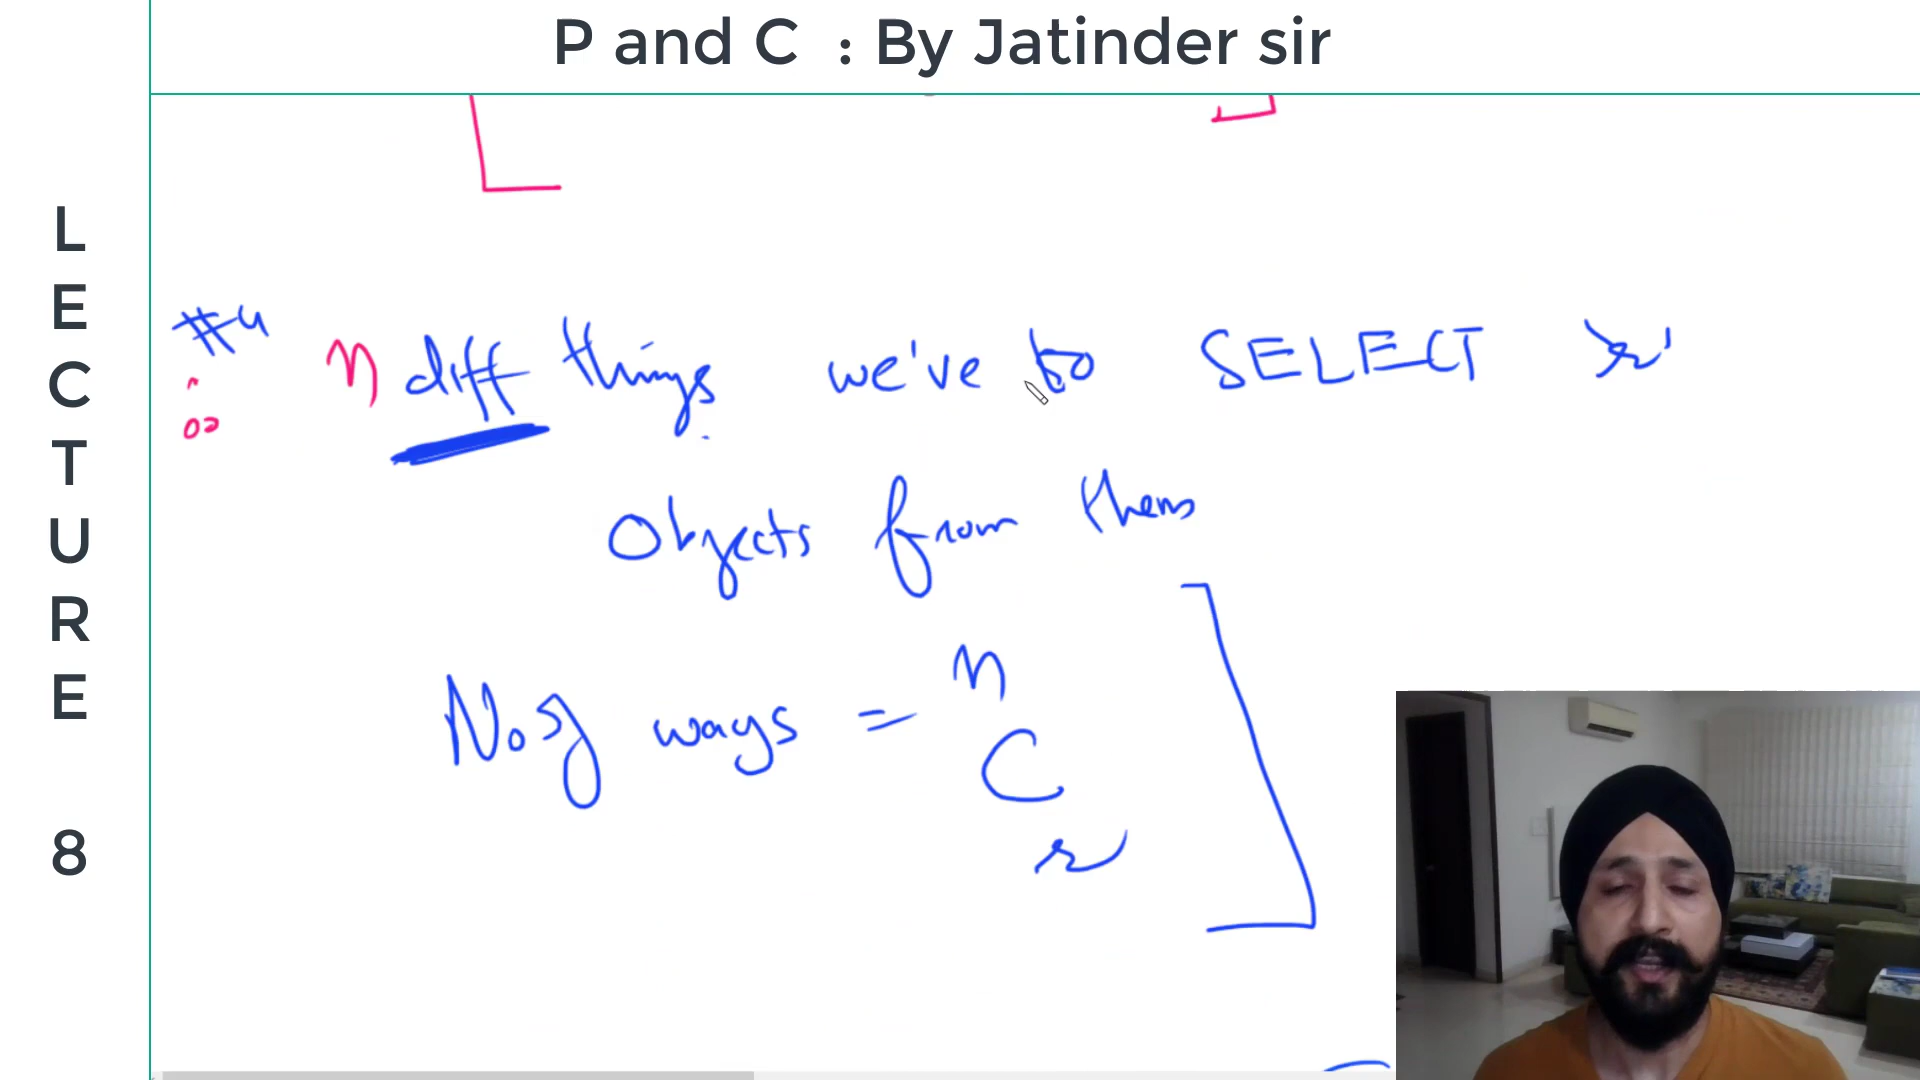 P and C : By Jatinder sir
LECTURE 8
#4
n diff things we've to SELECT 'r'
Objects from them
No of ways = nCr